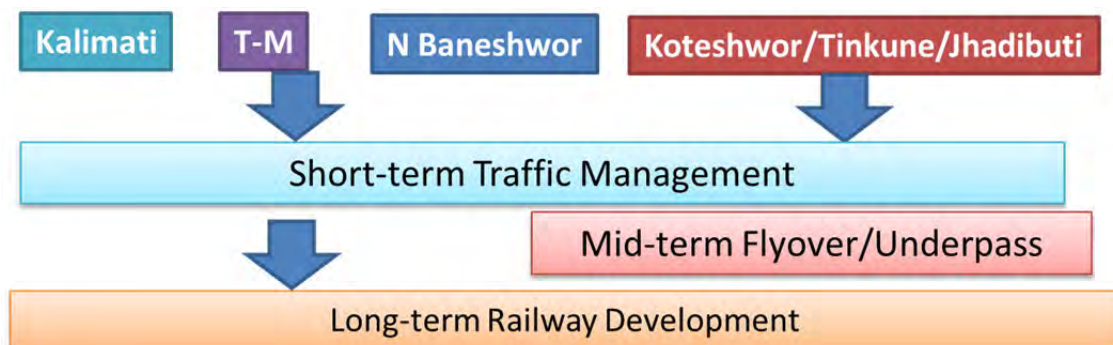 Kalimati
T-M
N Baneshwor
Koteshwor/Tinkune/Jhadibuti
Short-term Traffic Management
Mid-term Flyover/Underpass
Long-term Railway Development